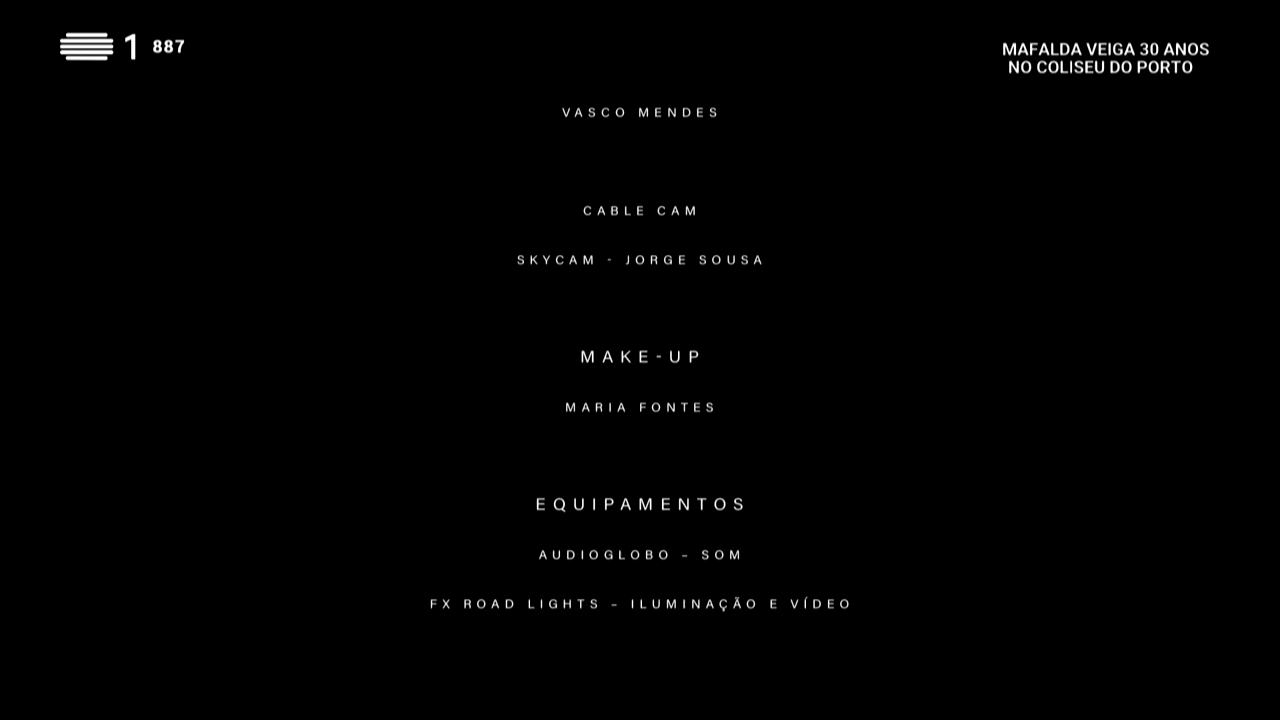 1 887
MAFALDA VEIGA 30 ANOS
NO COLISEU DO PORTO
VASCO MENDES
CABLE CAM
SKYCAM - JORGE SOUSA
MAKE-UP
MARIA FONTES
EQUIPAMENTOS
AUDIOGLOBO – SOM
FX ROAD LIGHTS – ILUMINAÇÃO E VÍDEO